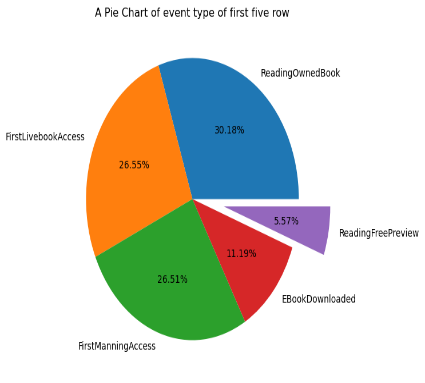 A Pie Chart of event type of first five row
ReadingOwnedBook
30.18%
FirstLivebookAccess
26.55%
26.51%
FirstManningAccess
11.19%
EBookDownloaded
5.57%
ReadingFreePreview